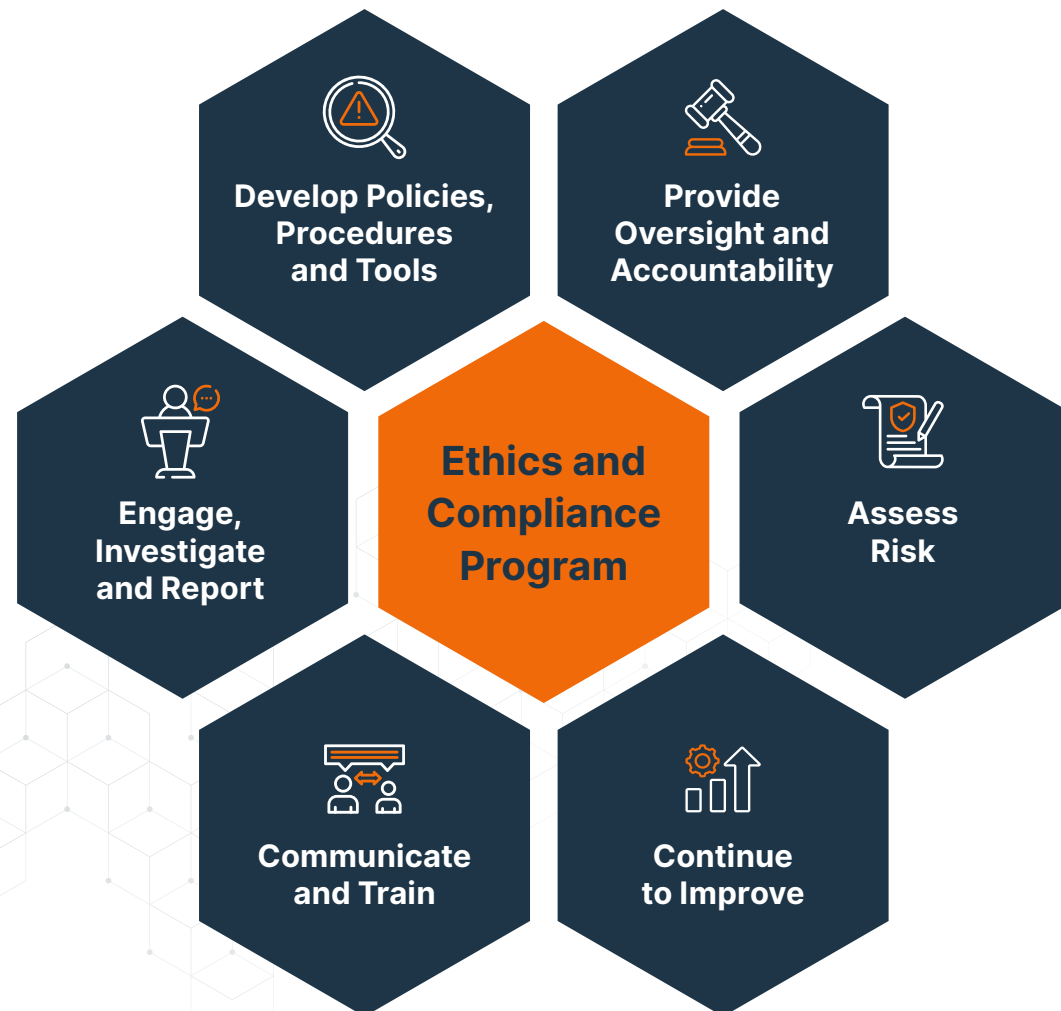 Develop Policies,
Procedures
and Tools
Provide
Oversight and
Accountability
Engage,
Investigate
and Report
Ethics and
Compliance
Program
Assess
Risk
Communicate
and Train
Continue
to Improve